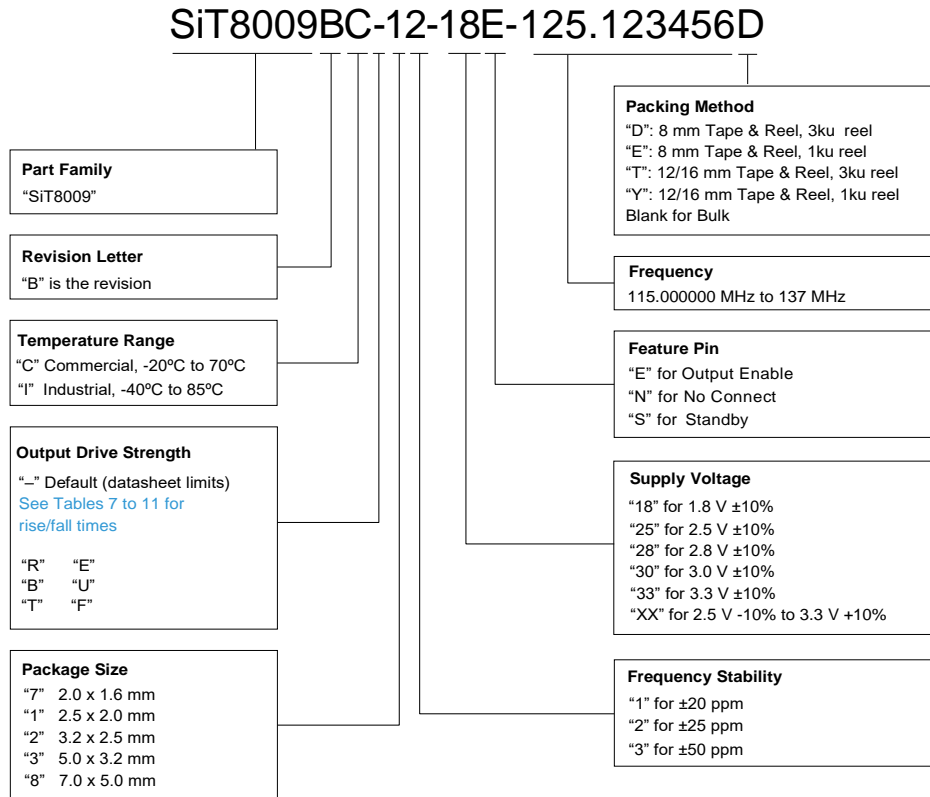 SiT8009BC-12-18E-125.123456D
Part Family
“SiT8009”
Revision Letter
“B” is the revision
Temperature Range
“C” Commercial, -20ºC to 70ºC
“I” Industrial, -40ºC to 85ºC
Output Drive Strength
“–” Default (datasheet limits)
See Tables 7 to 11 for
rise/fall times
“R” “E”
“B” “U”
“T” “F”
Package Size
“7” 2.0 x 1.6 mm
“1” 2.5 x 2.0 mm
“2” 3.2 x 2.5 mm
“3” 5.0 x 3.2 mm
“8” 7.0 x 5.0 mm
Packing Method
“D”: 8 mm Tape & Reel, 3ku reel
“E”: 8 mm Tape & Reel, 1ku reel
“T”: 12/16 mm Tape & Reel, 3ku reel
“Y”: 12/16 mm Tape & Reel, 1ku reel
Blank for Bulk
Frequency
115.000000 MHz to 137 MHz
Feature Pin
“E” for Output Enable
“N” for No Connect
“S” for Standby
Supply Voltage
“18” for 1.8 V ±10%
“25” for 2.5 V ±10%
“28” for 2.8 V ±10%
“30” for 3.0 V ±10%
“33” for 3.3 V ±10%
“XX” for 2.5 V -10% to 3.3 V +10%
Frequency Stability
“1” for ±20 ppm
“2” for ±25 ppm
“3” for ±50 ppm